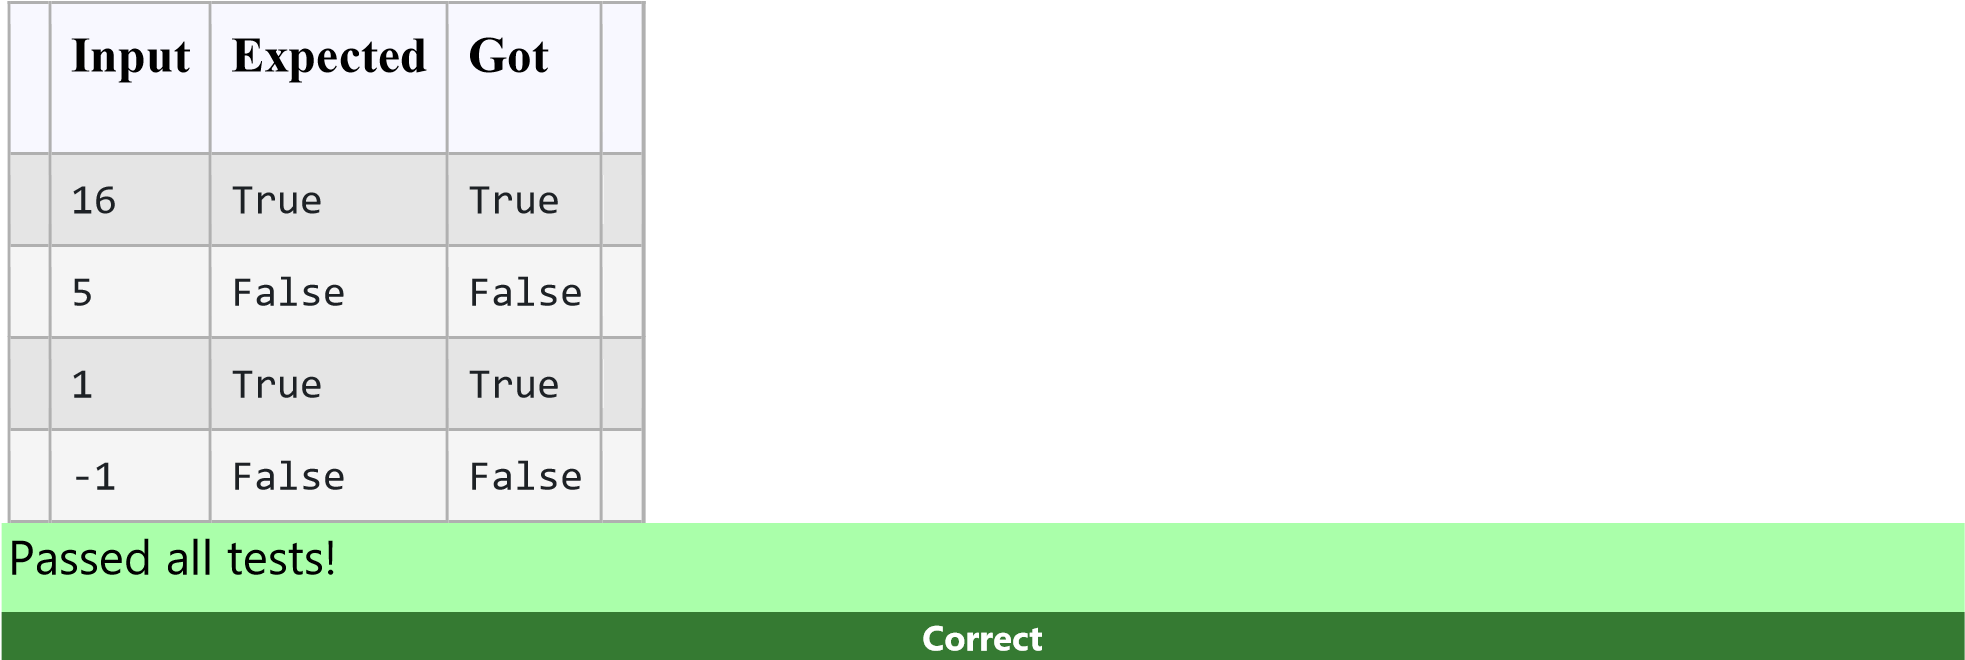 Input Expected Got
16 True True
5 False False
1 True True
-1 False False
Passed all tests!
Correct